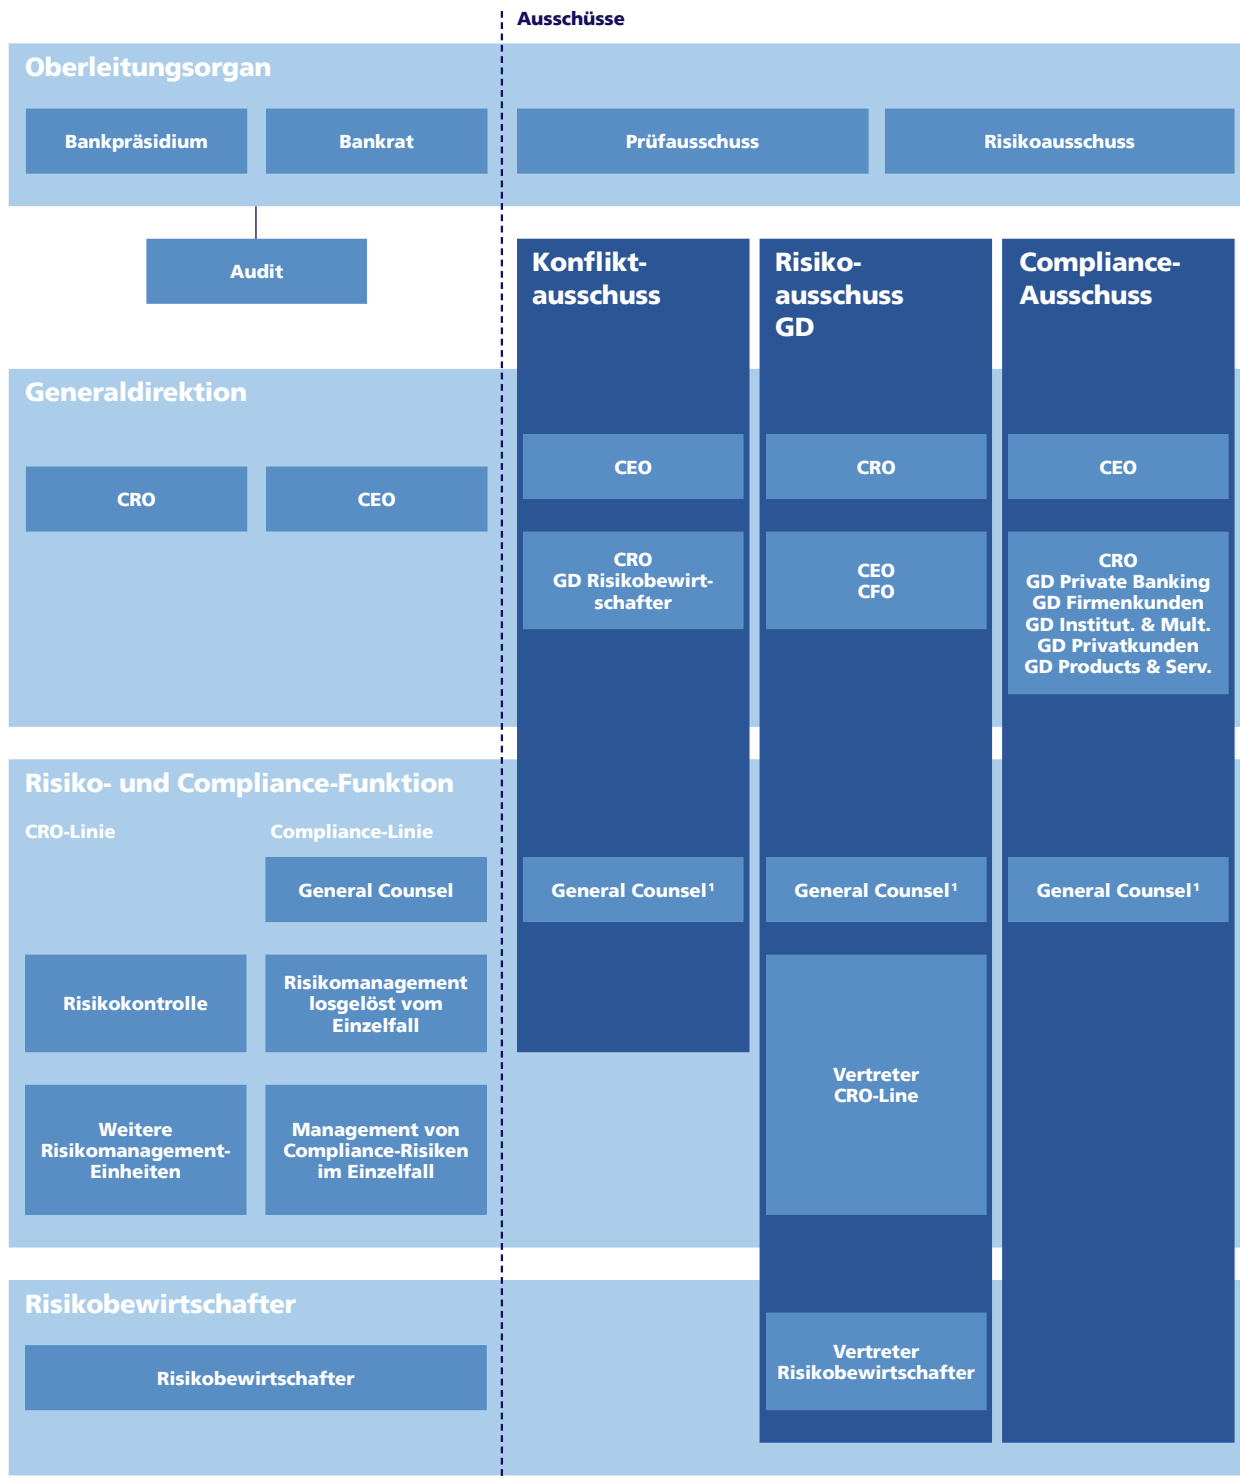 Ausschüsse
Oberleitungsorgan
Bankpräsidium
Bankrat
Prüfausschuss
Risikoausschuss
Audit
Konflikt-
ausschuss
Risiko-
ausschuss
GD
Compliance-
Ausschuss
Generaldirektion
CRO
CEO
CEO
CRO
GD Risikobewirt-
schafter
CRO
CEO
CFO
CEO
CRO
GD Private Banking
GD Firmenkunden
GD Institut. & Mult.
GD Privatkunden
GD Products & Serv.
Risiko- und Compliance-Funktion
CRO-Linie
Compliance-Linie
General Counsel
General Counsel¹
General Counsel¹
General Counsel¹
Risikokontrolle
Risikomanagement
losgelöst vom
Einzelfall
Weitere
Risikomanagement-
Einheiten
Management von
Compliance-Risiken
im Einzelfall
Vertreter
CRO-Line
Risikobewirtschafter
Risikobewirtschafter
Vertreter
Risikobewirtschafter